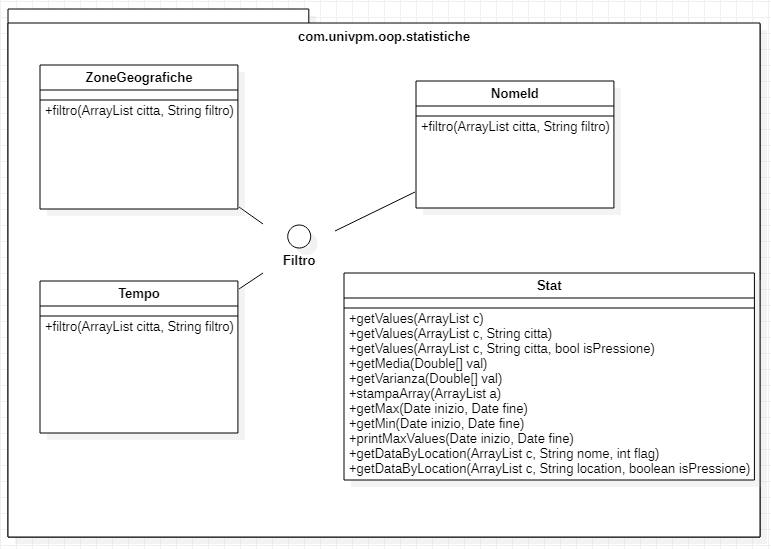 com.univpm.oop.statistiche
ZoneGeografiche
+filtro(ArrayList citta, String filtro)
NomeId
+filtro(ArrayList citta, String filtro)
Filtro
Tempo
+filtro(ArrayList citta, String filtro)
Stat
+getValues(ArrayList c)
+getValues(ArrayList c, String citta)
+getValues(ArrayList c, String citta, bool isPressione)
+getMedia(Double[] val)
+getVarianza(Double[] val)
+stampaArray(ArrayList a)
+getMax(Date inizio, Date fine)
+getMin(Date inizio, Date fine)
+printMaxValues(Date inizio, Date fine)
+getDataByLocation(ArrayList c, String nome, int flag)
+getDataByLocation(ArrayList c, String location, boolean isPressione)